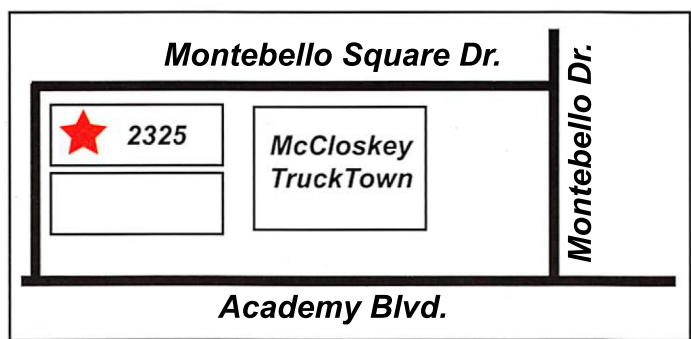 Montebello Square Dr.
Montebello Dr.
2325
McCloskey
TruckTown
Academy Blvd.